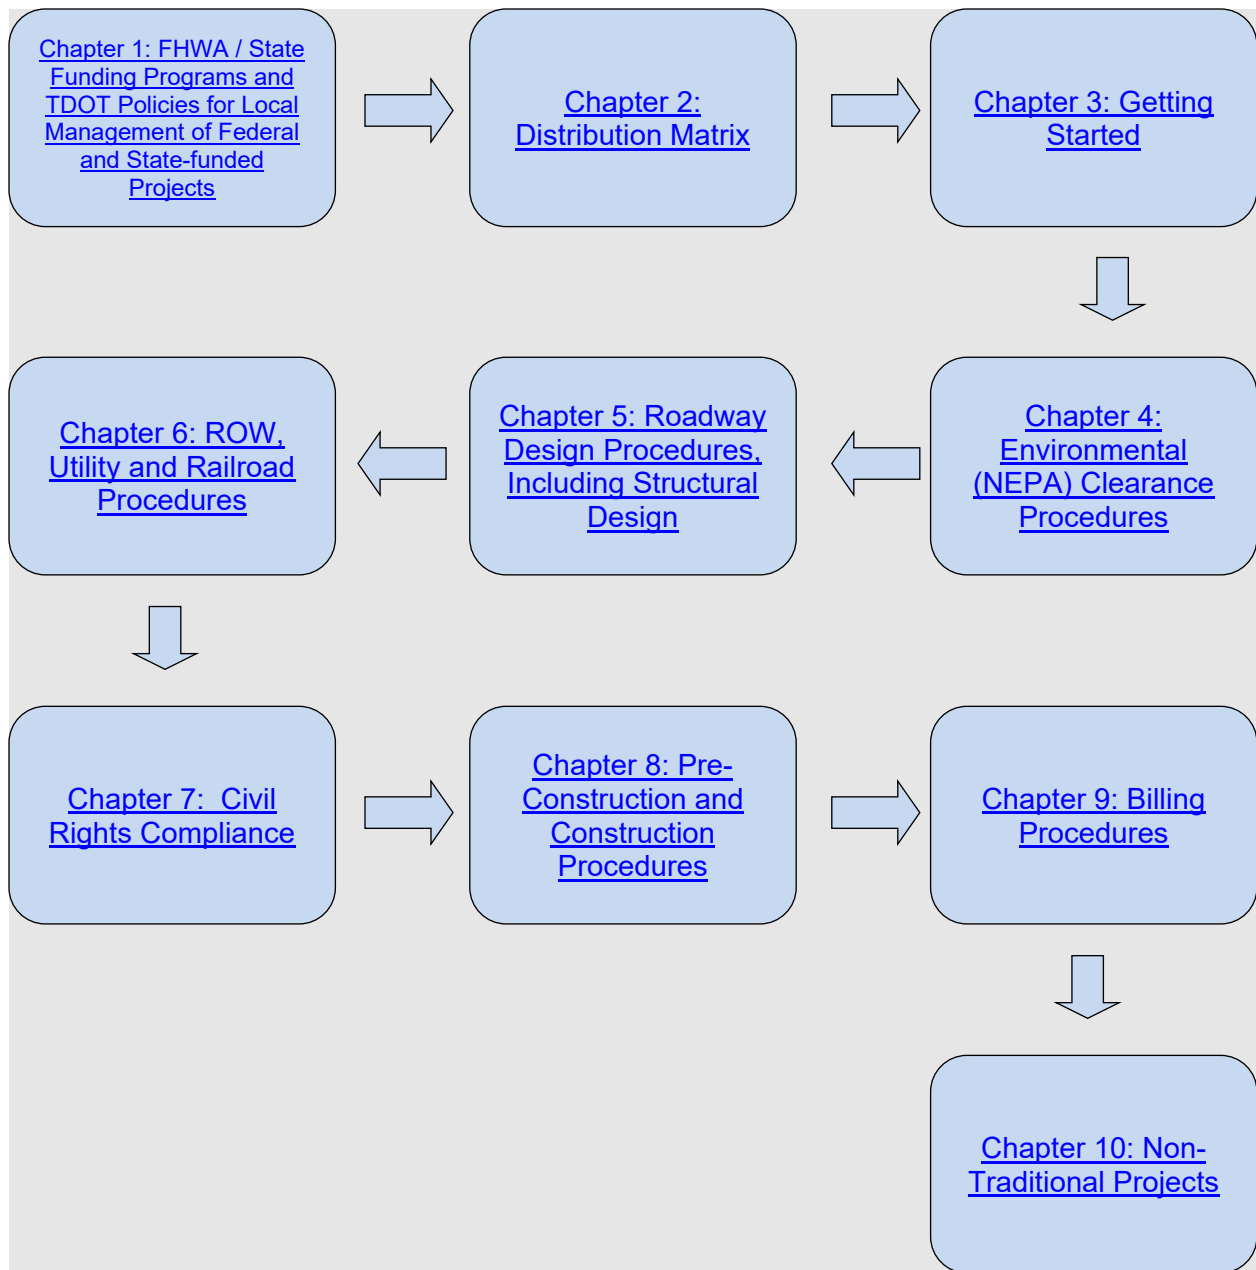 Chapter 1: FHWA / State
Funding Programs and
TDOT Policies for Local
Management of Federal
and State-funded
Projects
Chapter 2:
Distribution Matrix
Chapter 3: Getting
Started
Chapter 4:
Environmental
(NEPA) Clearance
Procedures
Chapter 5: Roadway
Design Procedures,
Including Structural
Design
Chapter 6: ROW,
Utility and Railroad
Procedures
Chapter 7:  Civil
Rights Compliance
Chapter 8: Pre-
Construction and
Construction
Procedures
Chapter 9: Billing
Procedures
Chapter 10: Non-
Traditional Projects